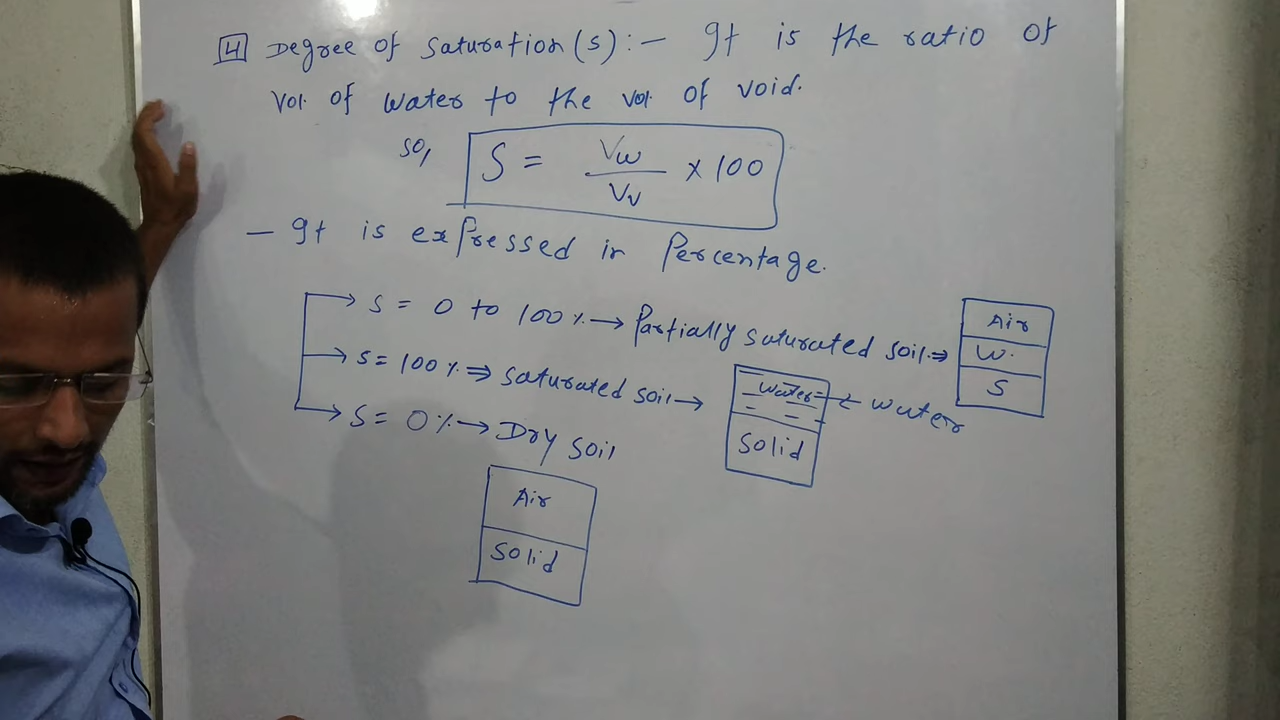 4 Degree of Saturation (s) :- It is the ratio of
Vol. of water to the vol. of void.
so, S = Vw / Vv × 100
- It is expressed in Percentage.
→ S = 0 to 100% → Partially saturated soil ⇒
Air
W.
S
→ S = 100% ⇒ saturated soil →
water
Solid
← water
→ S = 0% → Dry soil
Air
Solid